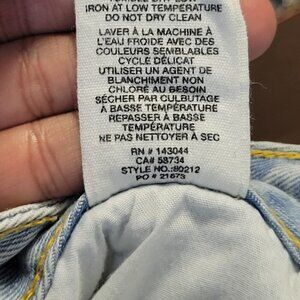 IRON AT LOW TEMPERATURE
DO NOT DRY CLEAN
LAVER À LA MACHINE À
L'EAU FROIDE AVEC DES
COULEURS SEMBLABLES
CYCLE DÉLICAT
UTILISER UN AGENT DE
BLANCHIMENT NON
CHLORÉ AU BESOIN
SÉCHER PAR CULBUTAGE
À BASSE TEMPÉRATURE
REPASSER À BASSE
TEMPÉRATURE
NE PAS NETTOYER À SEC
RN # 143044
CA# 58734
STYLE NO.:80212
PO # 21673